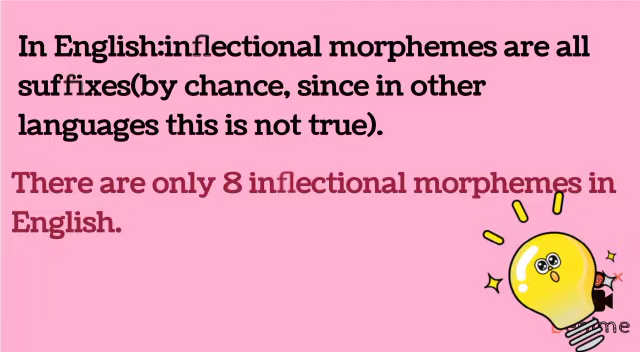 In English:inflectional morphemes are all
suffixes(by chance, since in other
languages this is not true).
There are only 8 inflectional morphemes in
English.